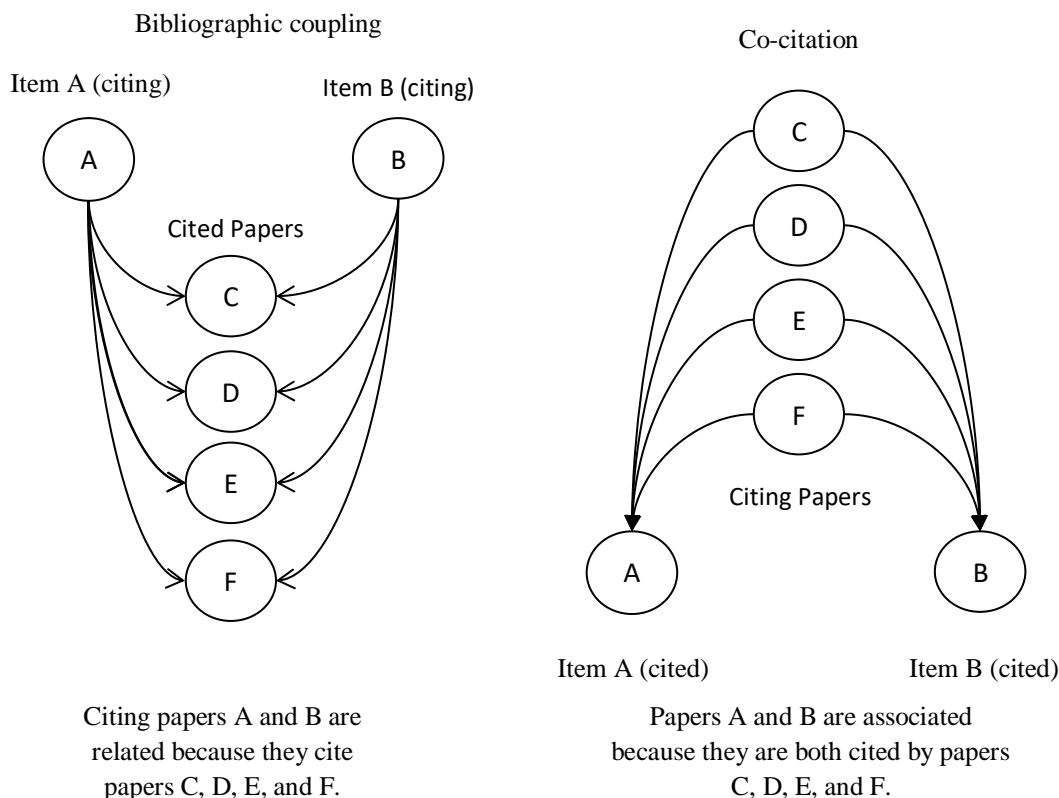 Bibliographic coupling
Item A (citing)
Item B (citing)
A
B
Cited Papers
C
D
E
F
Citing papers A and B are
related because they cite
papers C, D, E, and F.
Co-citation
C
D
E
F
Citing Papers
A
B
Item A (cited)
Item B (cited)
Papers A and B are associated
because they are both cited by papers
C, D, E, and F.